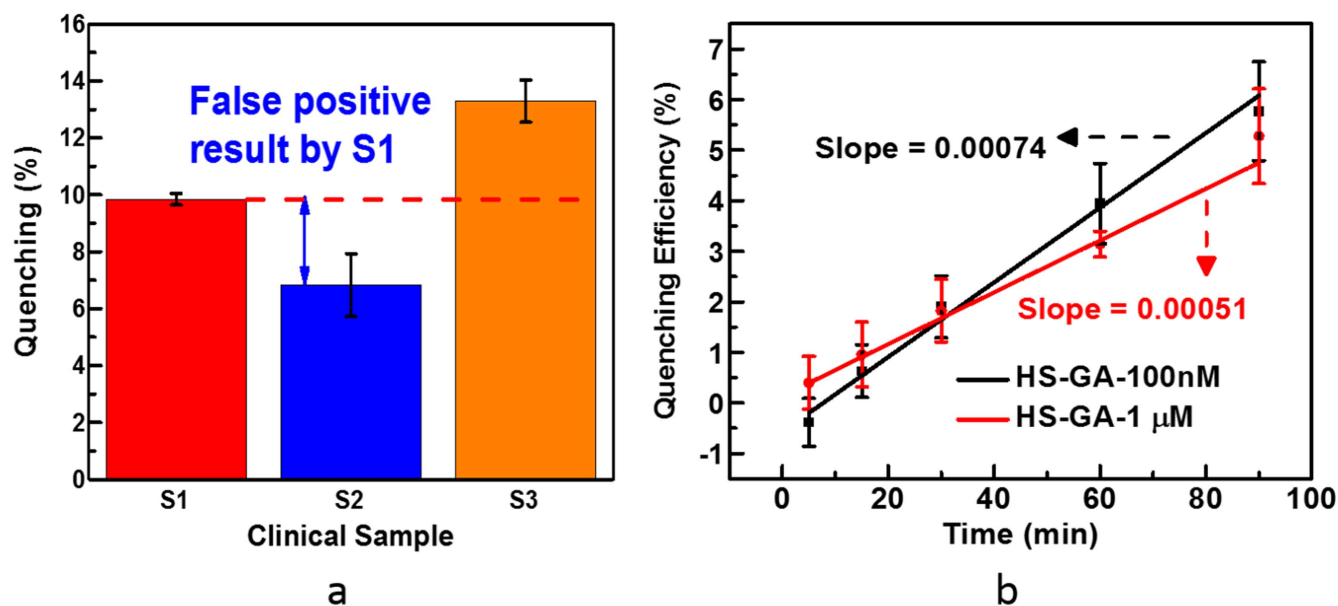 16
14
12
10
8
6
4
2
0
Quenching (%)
False positive
result by S1
S1 S2 S3
Clinical Sample
a
7
6
5
4
3
2
1
0
-1
Quenching Efficiency (%)
Slope = 0.00074
Slope = 0.00051
HS-GA-100nM
HS-GA-1 μM
0 20 40 60 80 100
Time (min)
b